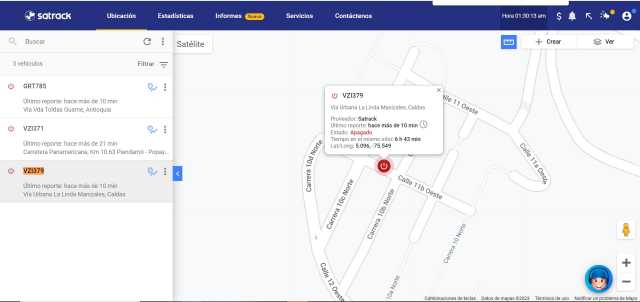 satrack
Ubicación
Estadísticas
Informes Nuevo
Servicios
Contáctenos
Hora 01:30:13 am
Buscar
3 vehículos
Filtrar
GRT785
Último reporte: hace más de 10 min
Vía Vda Toldas Guarne, Antioquia
VZI371
Último reporte: hace más de 21 min
Carretera Panamericana, Km 10.63 Piendamó - Popay...
VZI379
Último reporte: hace más de 10 min
Vía Urbana La Linda Manizales, Caldas
Satélite
Crear
Ver
VZI379
Vía Urbana La Linda Manizales, Caldas
Proveedor: Satrack
Último reporte: hace más de 10 min
Estado: Apagado
Tiempo en el mismo sitio: 6 h 43 min
Lat/Long: 5.096, -75.549
Calle 11 Oeste
Calle 11a Oeste
Carrera 10d Norte
Carrera 10c Norte
Carrera 10b Norte
Calle 11b Oeste
Carrera 10 Norte
Calle 12 Oeste
10a Norte
Combinaciones de teclas
Datos de mapas ©2023
Términos de uso
Notificar un problema de Maps